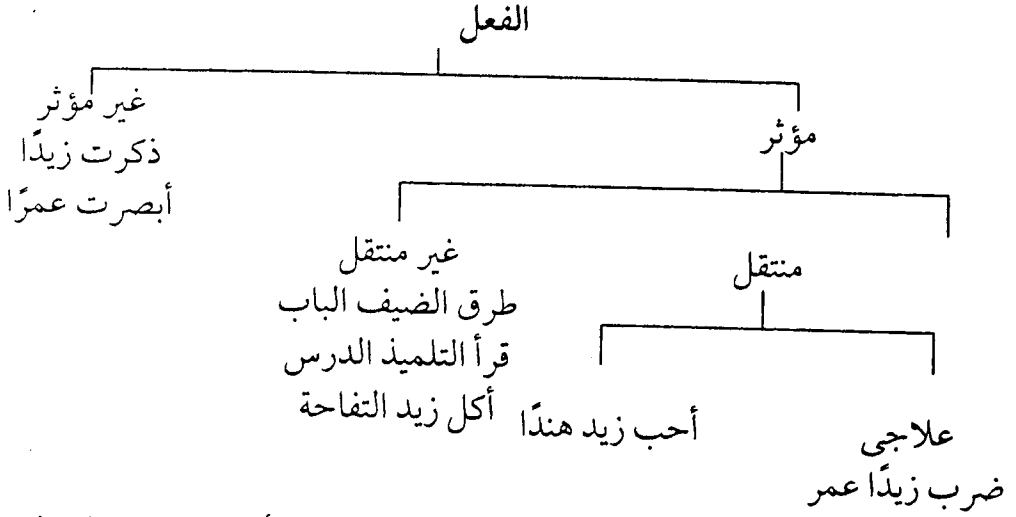 الفعل
مؤثر
غير مؤثر
ذكرت زيدًا
أبصرت عمرًا
منتقل
غير منتقل
طرق الضيف الباب
قرأ التلميذ الدرس
أكل زيد التفاحة
علاجى
ضرب زيدًا عمر
أحب زيد هندًا